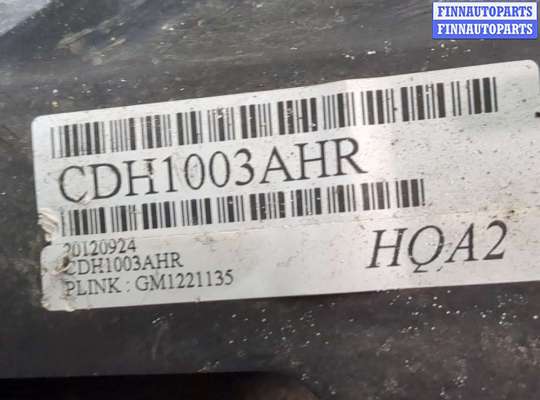 FINNAUTOPARTS
FINNAUTOPARTS
CDH1003AHR
20120924
CDH1003AHR
HQA2
PLINK : GM1221135